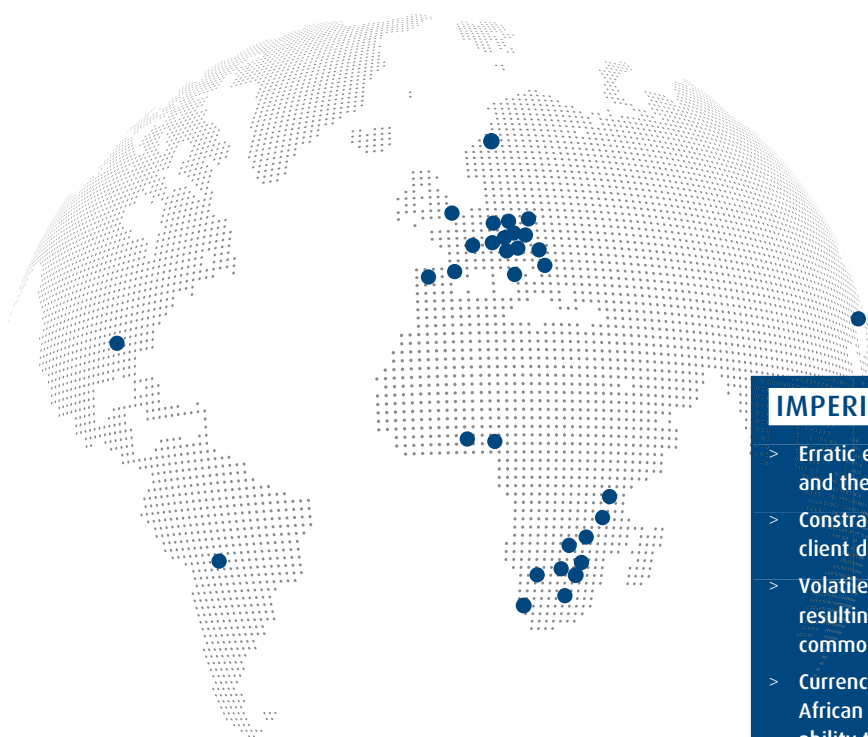 IMPERI
> Erratic e
and the
> Constra
client d
> Volatile
resultin
commo
> Currenc
African